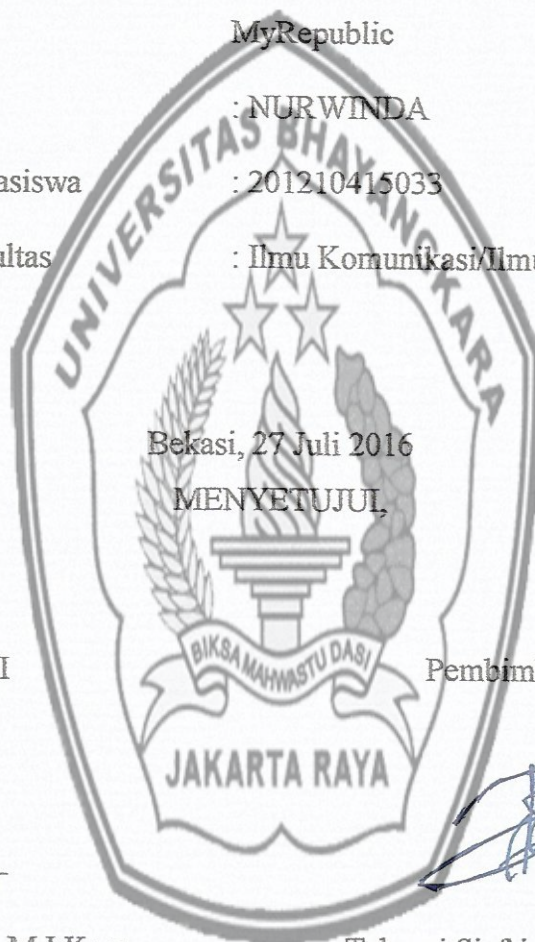 MyRepublic
: NURWINDA
asiswa : 201210415033
ultas : Ilmu Komunikasi/Ilmu
UNIVERSITAS BHAYANGKARA
Bekasi, 27 Juli 2016
MENYETUJUI,
BIKSA MAHWASTU DASI
I Pembim
JAKARTA RAYA
M.I.K